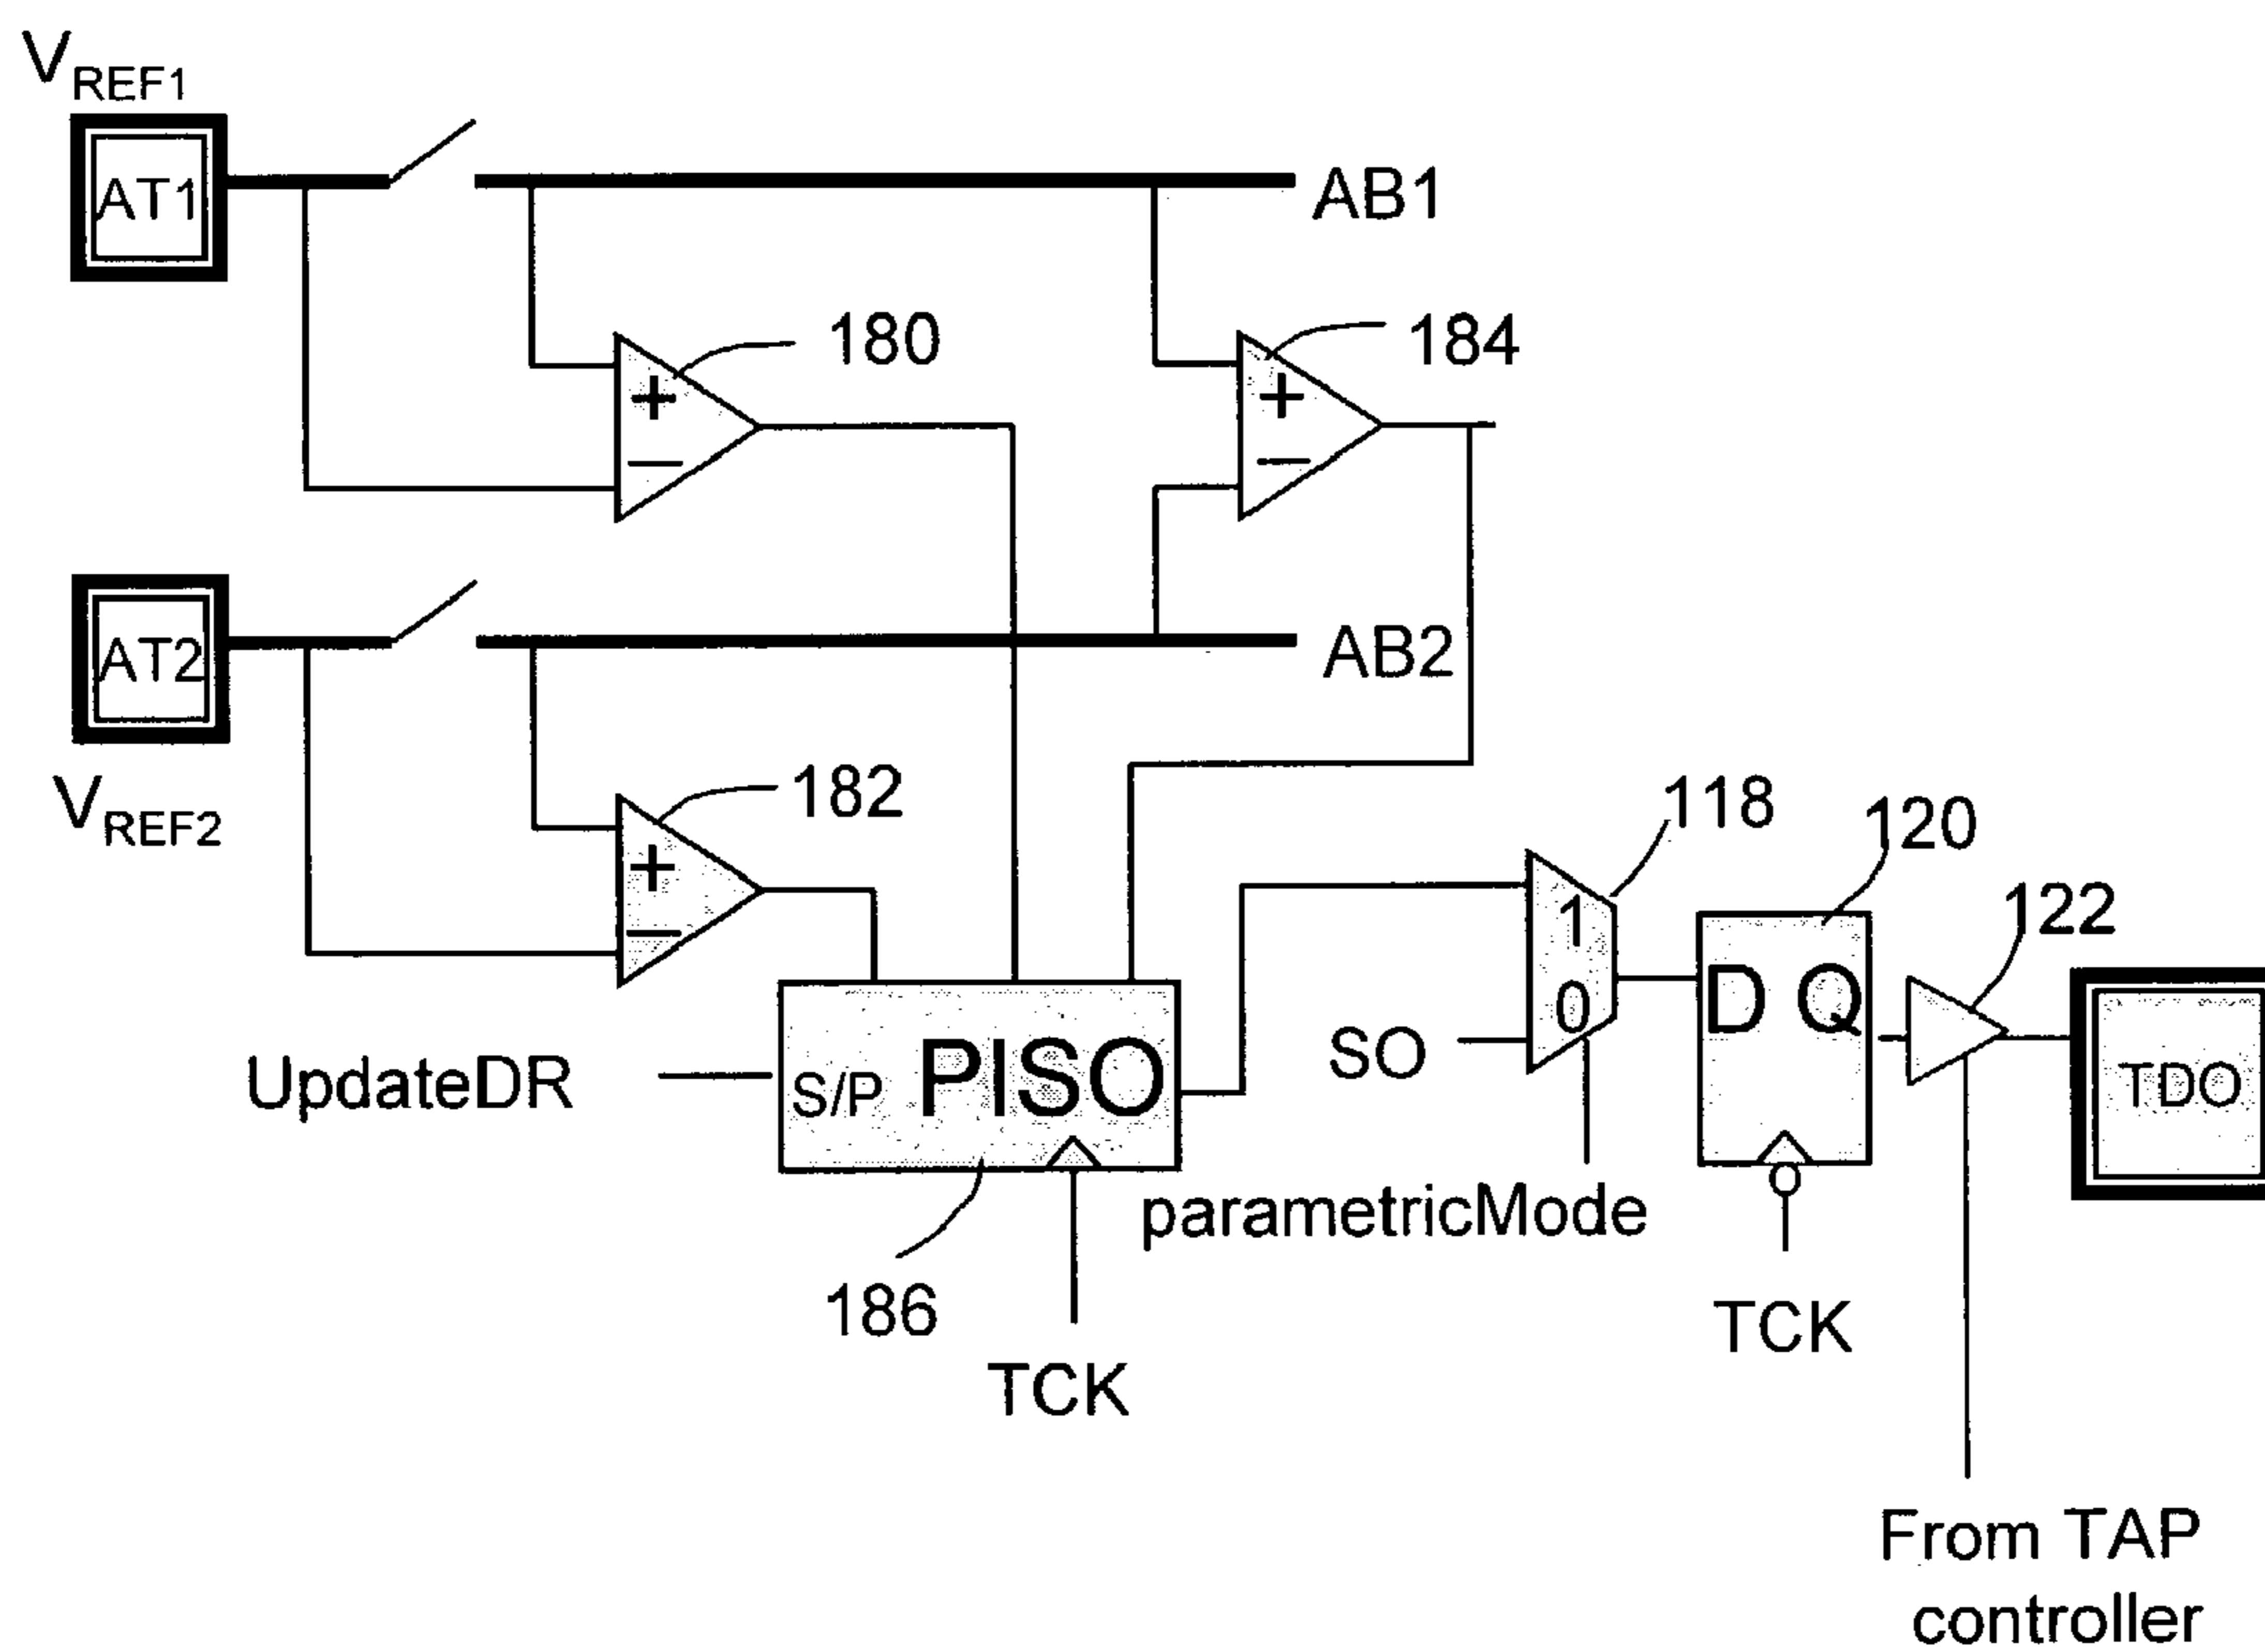 VREF1
AT1
AB1
180
184
+
−
+
−
AT2
AB2
VREF2
182
+
−
118
120
122
1
0
D Q
SO
UpdateDR
S/P PISO
TDO
parametricMode
186
TCK
TCK
From TAP
controller